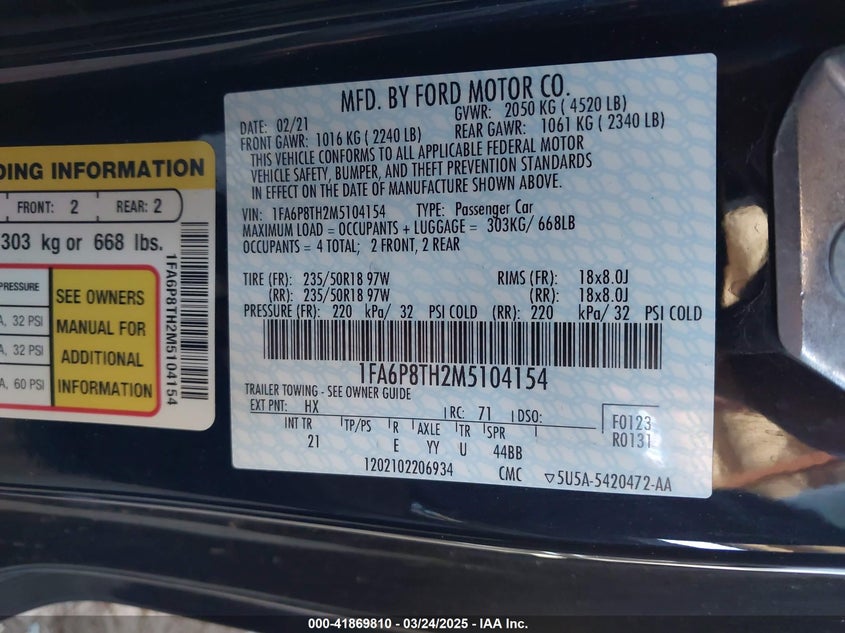 DING INFORMATION
FRONT: 2 REAR: 2
303 kg or 668 lbs.
PRESSURE
A, 32 PSI
A, 32 PSI
A, 60 PSI
SEE OWNERS
MANUAL FOR
ADDITIONAL
INFORMATION
1FA6P8TH2M5104154
MFD. BY FORD MOTOR CO.
DATE: 02/21 GVWR: 2050 KG ( 4520 LB)
FRONT GAWR: 1016 KG ( 2240 LB) REAR GAWR: 1061 KG ( 2340 LB)
THIS VEHICLE CONFORMS TO ALL APPLICABLE FEDERAL MOTOR
VEHICLE SAFETY, BUMPER, AND THEFT PREVENTION STANDARDS
IN EFFECT ON THE DATE OF MANUFACTURE SHOWN ABOVE.
VIN: 1FA6P8TH2M5104154 TYPE: Passenger Car
MAXIMUM LOAD = OCCUPANTS + LUGGAGE = 303KG/ 668LB
OCCUPANTS = 4 TOTAL; 2 FRONT, 2 REAR
TIRE (FR): 235/50R18 97W RIMS (FR): 18x8.0J
(RR): 235/50R18 97W (RR): 18x8.0J
PRESSURE (FR): 220 kPa/ 32 PSI COLD (RR): 220 kPa/ 32 PSI COLD
1FA6P8TH2M5104154
TRAILER TOWING - SEE OWNER GUIDE
EXT PNT: HX RC: 71 DSO: F0123
INT TR TP/PS R AXLE TR SPR R0131
21 E YY U 44BB
1202102206934 CMC ▽5U5A-5420472-AA
000-41869810 - 03/24/2025 - IAA Inc.